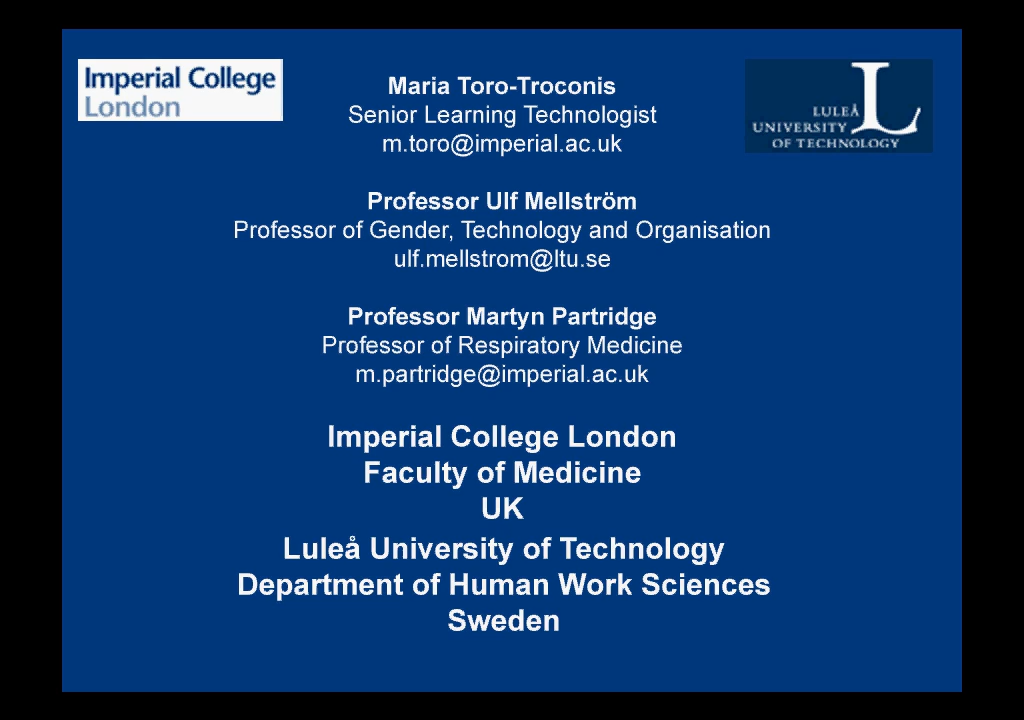 Imperial College
London
Maria Toro-Troconis
Senior Learning Technologist
m.toro@imperial.ac.uk
LULEÅ
UNIVERSITY
OF TECHNOLOGY
Professor Ulf Mellström
Professor of Gender, Technology and Organisation
ulf.mellstrom@ltu.se
Professor Martyn Partridge
Professor of Respiratory Medicine
m.partridge@imperial.ac.uk
Imperial College London
Faculty of Medicine
UK
Luleå University of Technology
Department of Human Work Sciences
Sweden